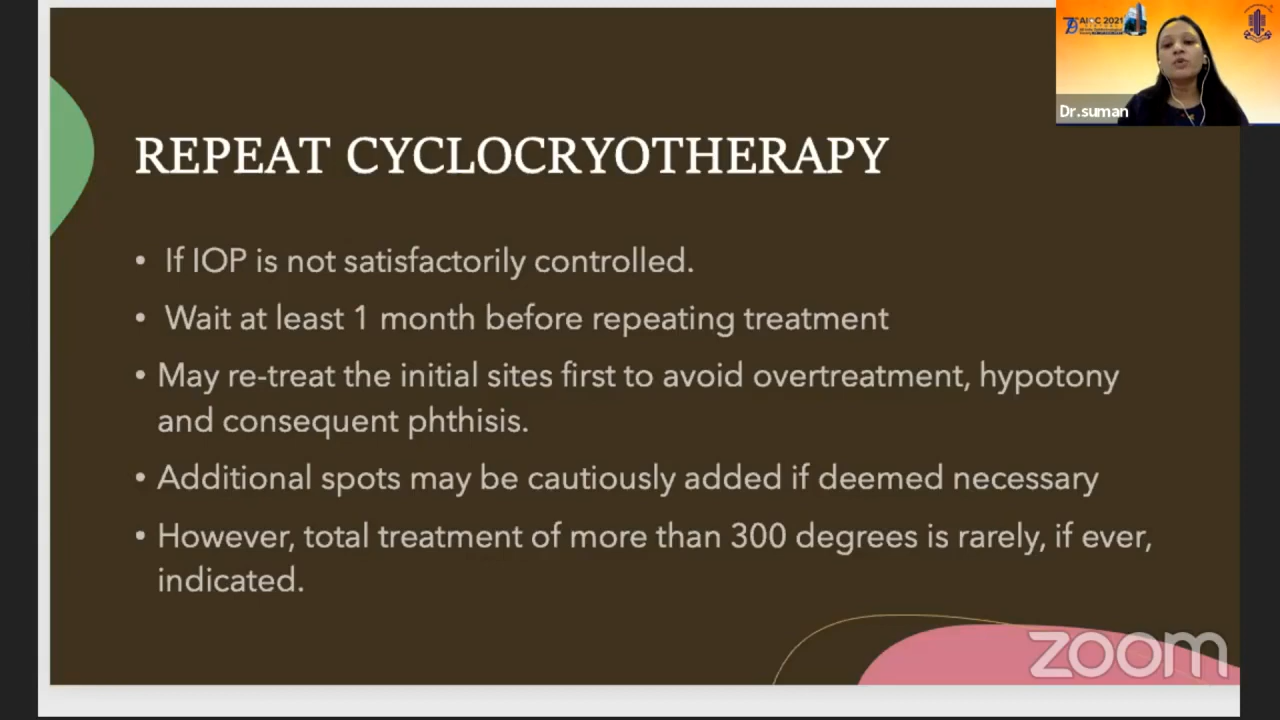 AIOC 2021
Dr.suman
REPEAT CYCLOCRYOTHERAPY
• If IOP is not satisfactorily controlled.
• Wait at least 1 month before repeating treatment
• May re-treat the initial sites first to avoid overtreatment, hypotony
and consequent phthisis.
• Additional spots may be cautiously added if deemed necessary
• However, total treatment of more than 300 degrees is rarely, if ever,
indicated.
zoom